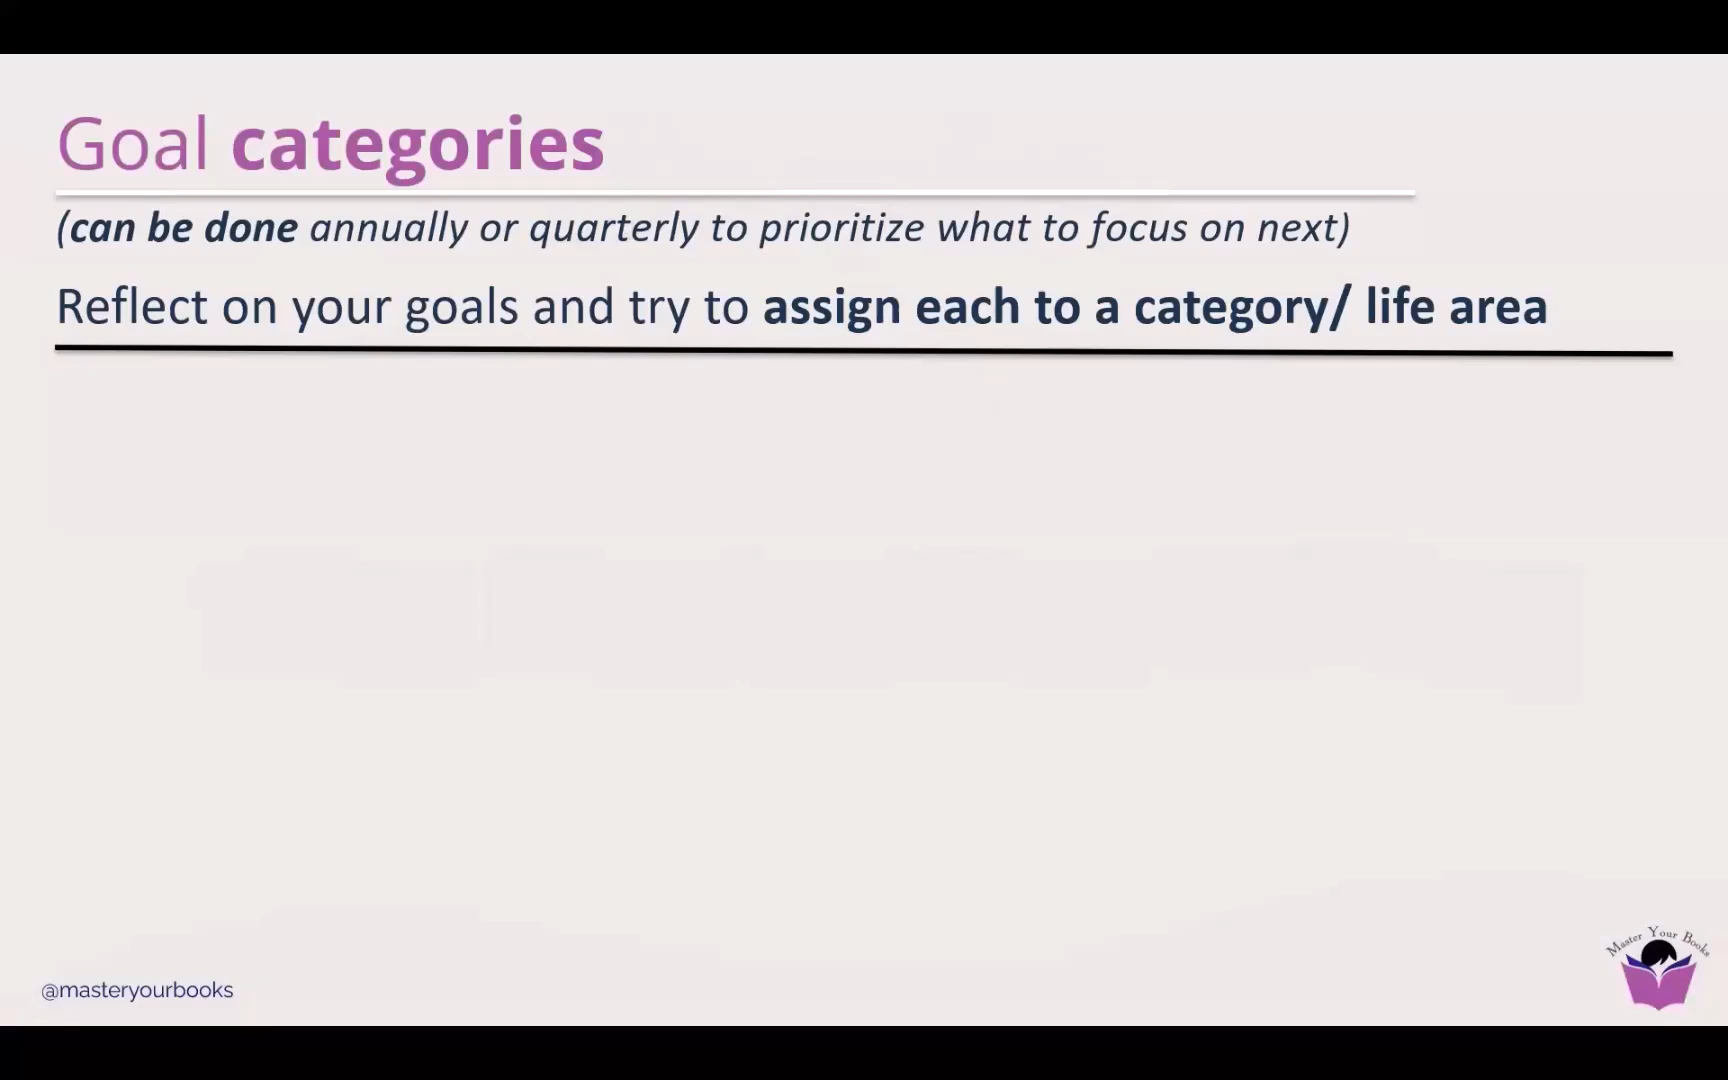 Goal categories
(can be done annually or quarterly to prioritize what to focus on next)
Reflect on your goals and try to assign each to a category/ life area
Master Your Books
@masteryourbooks